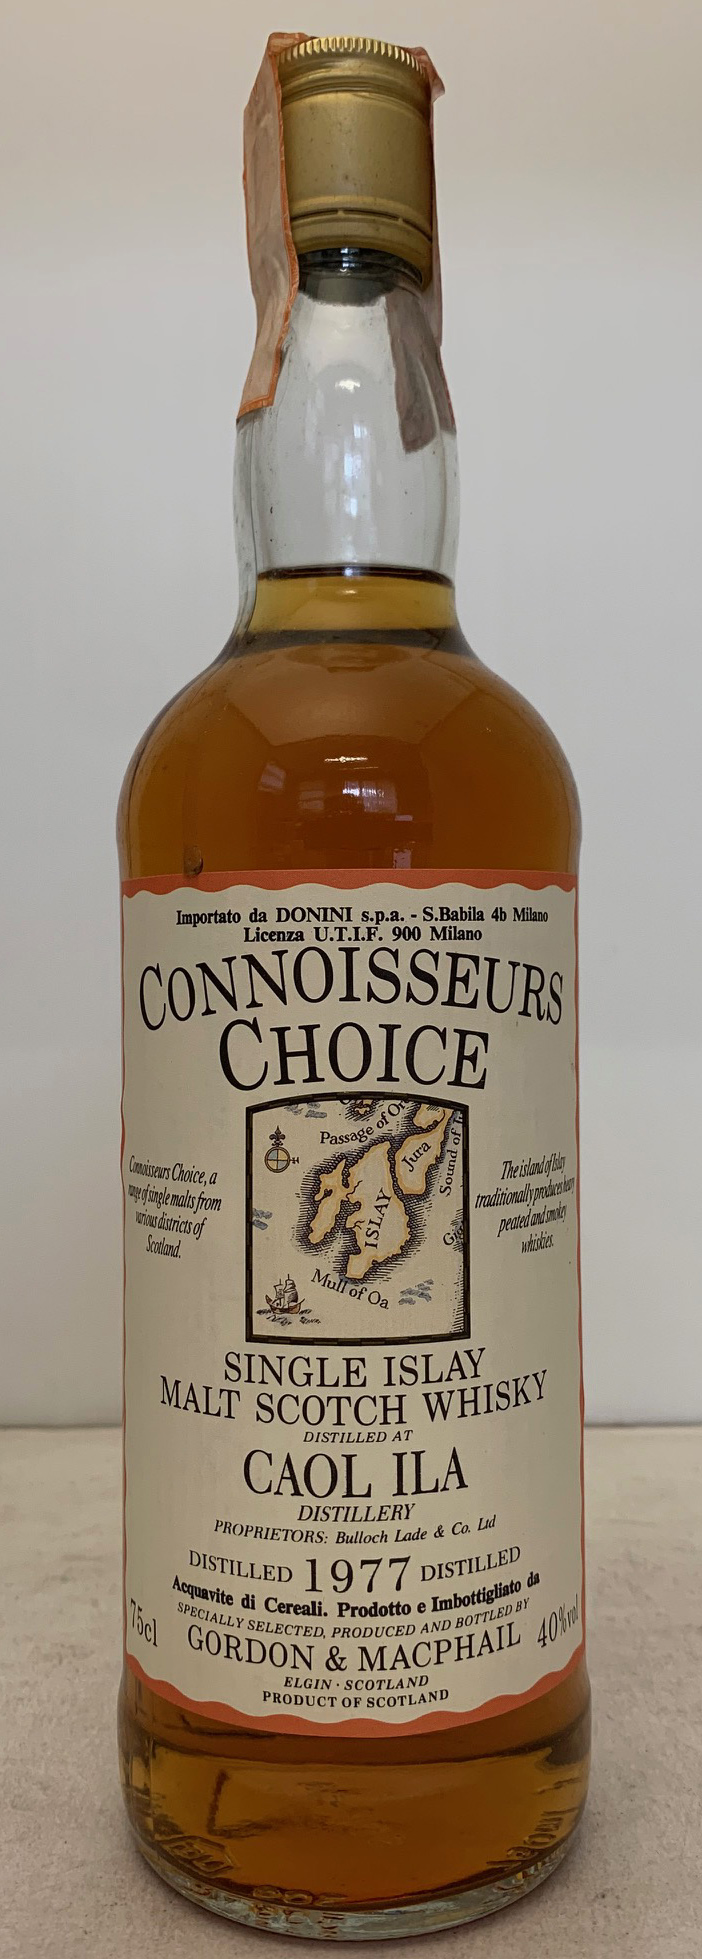 Importato da DONINI s.p.a. - S.Babila 4b Milano
Licenza U.T.I.F. 900 Milano
CONNOISSEURS
CHOICE
Connoisseurs Choice, a
range of single malts from
various districts of
Scotland.
Passage of
Jura
Sound of
ISLAY
Mull of Oa
The island of Islay
traditionally produces heavy
peated and smokey
whiskies.
SINGLE ISLAY
MALT SCOTCH WHISKY
DISTILLED AT
CAOL ILA
DISTILLERY
PROPRIETORS: Bulloch Lade & Co. Ltd
DISTILLED 1977 DISTILLED
Acquavite di Cereali. Prodotto e Imbottigliato da
SPECIALLY SELECTED, PRODUCED AND BOTTLED BY
75cl GORDON & MACPHAIL 40%vol
ELGIN · SCOTLAND
PRODUCT OF SCOTLAND